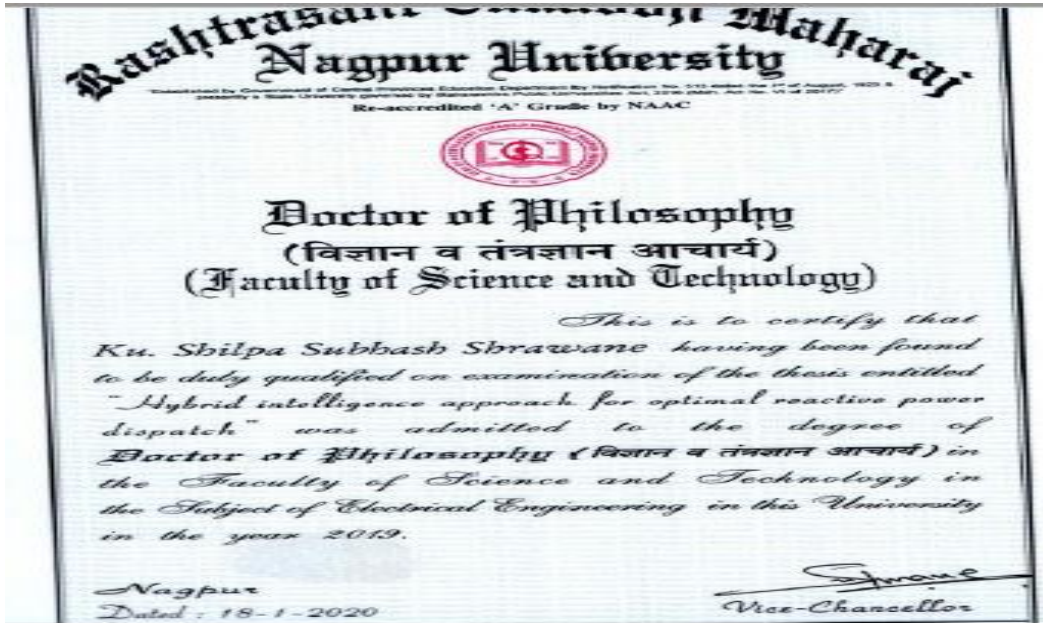 Rashtrasant Tukadoji Maharaj
Nagpur University
Re-accredited 'A' Grade by NAAC
Doctor of Philosophy
(विज्ञान व तंत्रज्ञान आचार्य)
(Faculty of Science and Technology)
This is to certify that
Ku. Shilpa Subhash Shrawane having been found
to be duly qualified on examination of the thesis entitled
"Hybrid intelligence approach for optimal reactive power
dispatch" was admitted to the degree of
Doctor of Philosophy (विज्ञान व तंत्रज्ञान आचार्य) in
the Faculty of Science and Technology in
the Subject of Electrical Engineering in this University
in the year 2019.
Nagpur
Dated : 18-1-2020
Vice-Chancellor